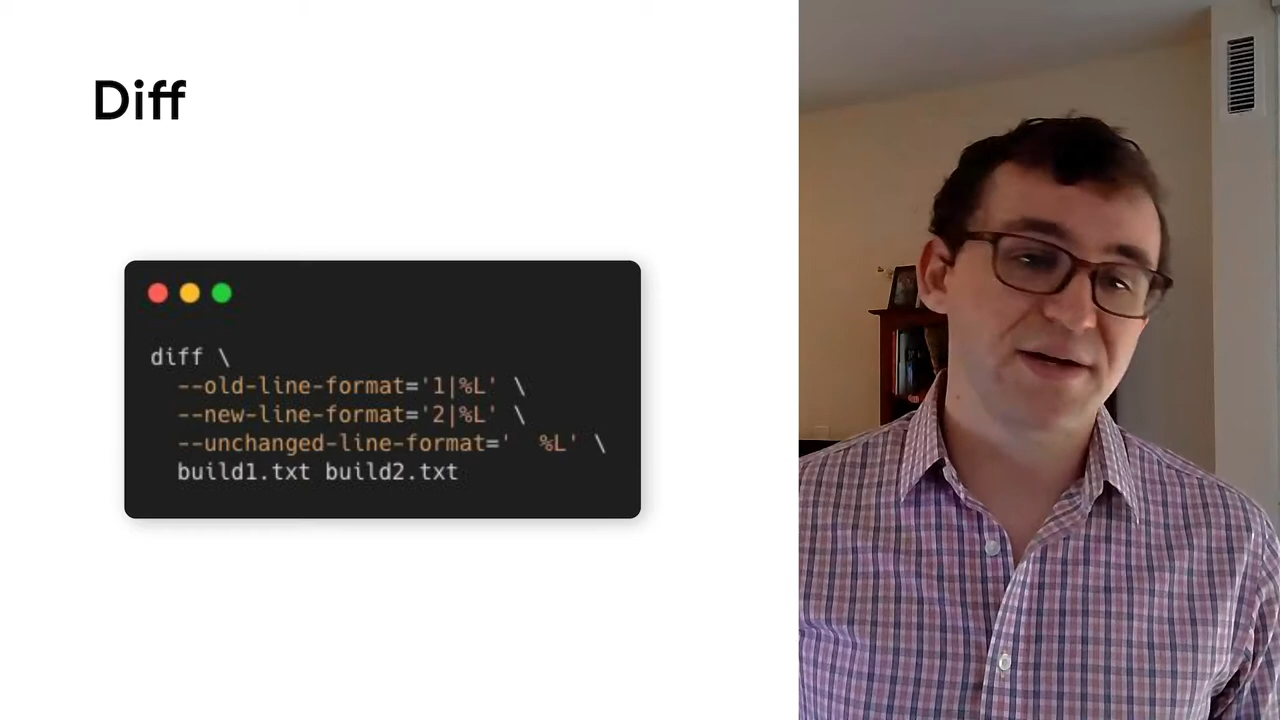 Diff
diff \
--old-line-format='1|%L' \
--new-line-format='2|%L' \
--unchanged-line-format='  %L' \
build1.txt build2.txt